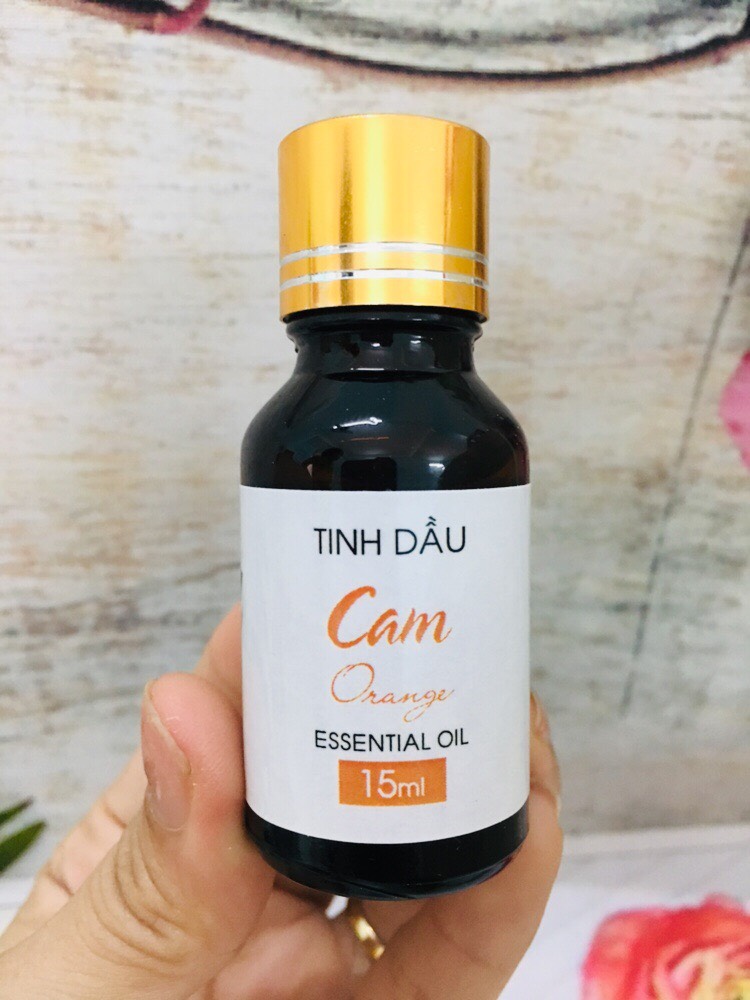 TINH DẦU
Cam
Orange
ESSENTIAL OIL
15ml